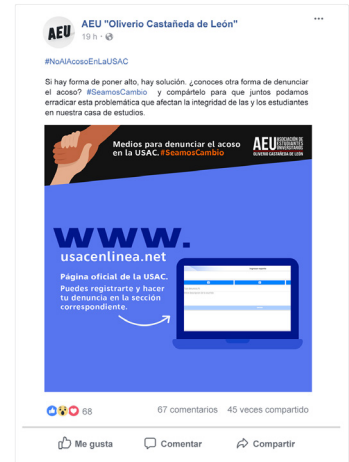 AEU "Oliverio Castañeda de León"
19 h ·
#NoAlAcosoEnLaUSAC
Si hay forma de poner alto, hay solución. ¿conoces otra forma de denunciar
el acoso? #SeamosCambio y compártelo para que juntos podamos
erradicar esta problemática que afectan la integridad de las y los estudiantes
en nuestra casa de estudios.
Medios para denunciar el acoso
en la USAC. #SeamosCambio
AEU ASOCIACIÓN DE
ESTUDIANTES
UNIVERSITARIOS
OLIVERIO CASTAÑEDA DE LEÓN
www.
usacenlinea.net
Página oficial de la USAC.
Puedes registrarte y hacer
tu denuncia en la sección
correspondiente.
68
67 comentarios 45 veces compartido
Me gusta Comentar Compartir